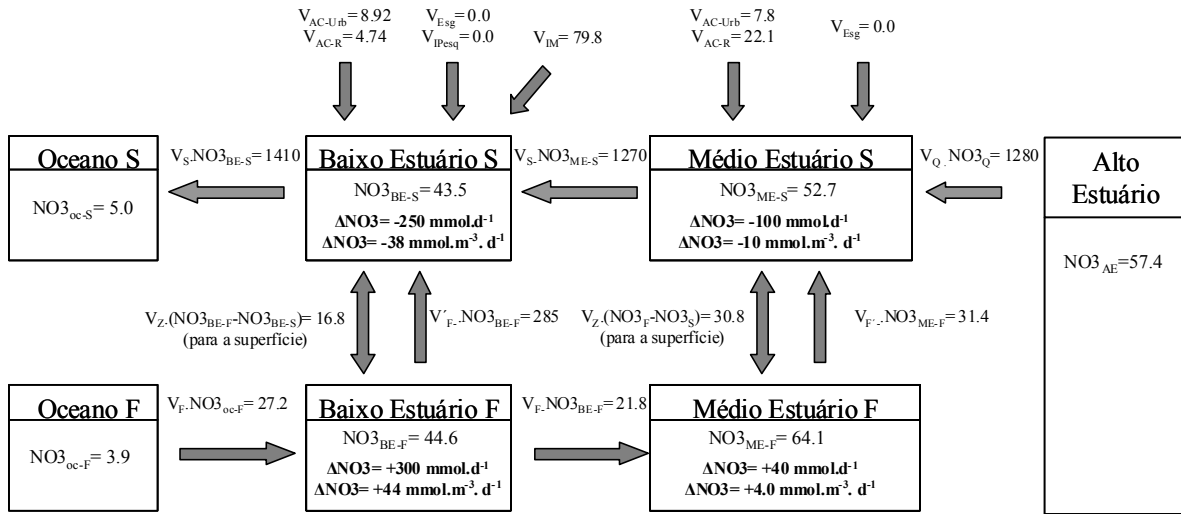 V_AC-Urb = 8.92
V_AC-R = 4.74
V_Esg = 0.0
V_IPesq = 0.0
V_IM = 79.8
V_AC-Urb = 7.8
V_AC-R = 22.1
V_Esg = 0.0
Oceano S
NO3_oc-S = 5.0
V_S.NO3_BE-S = 1410
Baixo Estuário S
NO3_BE-S = 43.5
ΔNO3= -250 mmol.d⁻¹
ΔNO3= -38 mmol.m⁻³. d⁻¹
V_S.NO3_ME-S = 1270
Médio Estuário S
NO3_ME-S = 52.7
ΔNO3= -100 mmol.d⁻¹
ΔNO3= -10 mmol.m⁻³. d⁻¹
V_Q . NO3_Q = 1280
Alto
Estuário
NO3_AE=57.4
V_Z.(NO3_BE-F-NO3_BE-S)= 16.8
(para a superfície)
V´_F-.NO3_BE-F = 285
V_Z.(NO3_F-NO3_S)= 30.8
(para a superfície)
V_F´-.NO3_ME-F = 31.4
Oceano F
NO3_oc-F = 3.9
V_F.NO3_oc-F = 27.2
Baixo Estuário F
NO3_BE-F = 44.6
ΔNO3= +300 mmol.d⁻¹
ΔNO3= +44 mmol.m⁻³. d⁻¹
V_F-NO3_BE-F = 21.8
Médio Estuário F
NO3_ME-F = 64.1
ΔNO3= +40 mmol.d⁻¹
ΔNO3= +4.0 mmol.m⁻³. d⁻¹